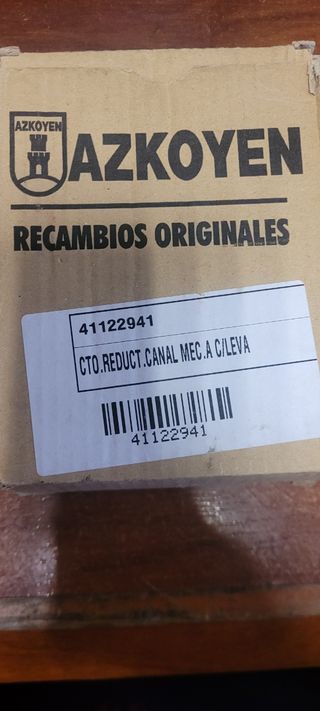 AZKOYEN
AZKOYEN
RECAMBIOS ORIGINALES
41122941
CTO.REDUCT.CANAL MEC.A C/LEVA
41122941